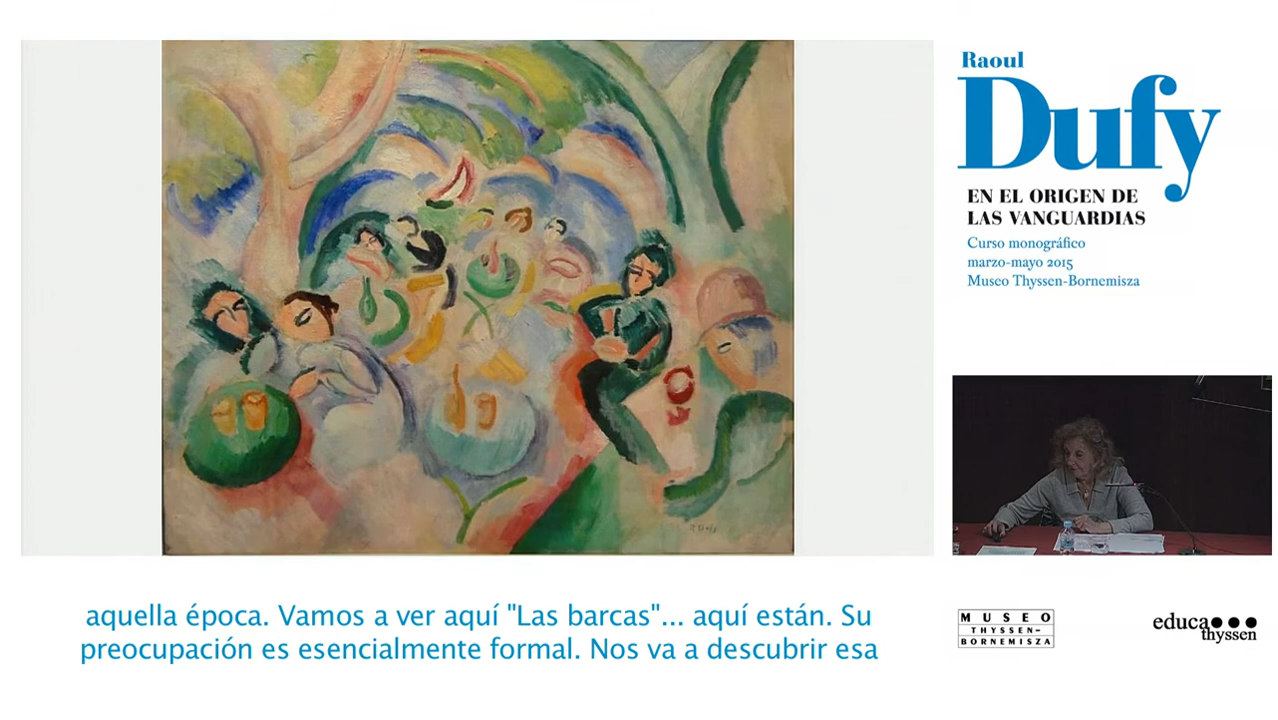 Raoul
Dufy
EN EL ORIGEN DE
LAS VANGUARDIAS
Curso monográfico
marzo-mayo 2015
Museo Thyssen-Bornemisza
aquella época. Vamos a ver aquí "Las barcas"... aquí están. Su
preocupación es esencialmente formal. Nos va a descubrir esa
MUSEO
THYSSEN-
BORNEMISZA
educa
thyssen